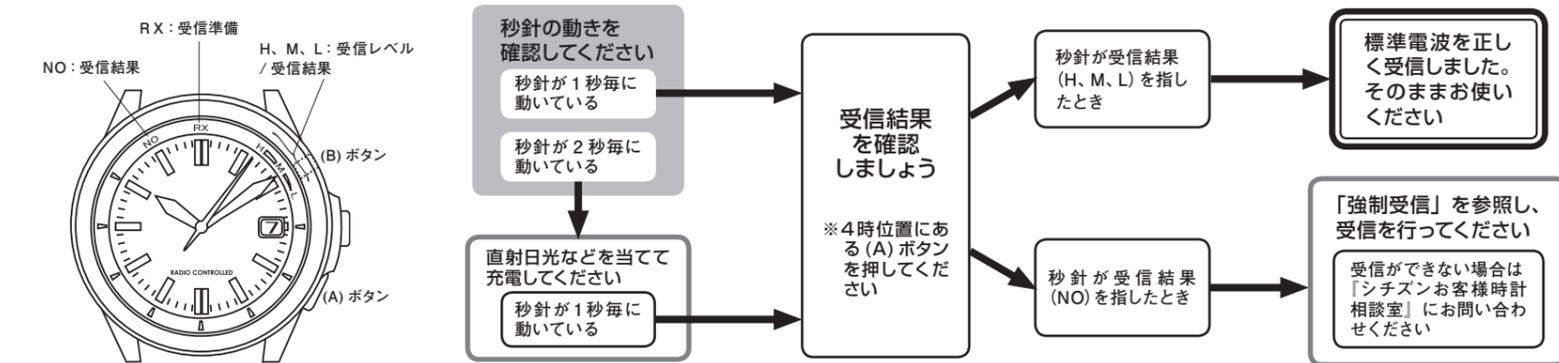 RX：受信準備
H、M、L：受信レベル
/ 受信結果
NO：受信結果
NO
RX
H
M
L
(B) ボタン
7
RADIO CONTROLLED
(A) ボタン
秒針の動きを
確認してください
秒針が1秒毎に
動いている
秒針が2秒毎に
動いている
直射日光などを当てて
充電してください
秒針が1秒毎に
動いている
受信結果
を確認
しましょう
※4時位置にあ
る (A) ボタン
を押してくだ
さい
秒針が受信結果
(H、M、L) を指し
たとき
標準電波を正し
く受信しました。
そのままお使い
ください
秒針が受信結果
(NO)を指したとき
「強制受信」を参照し、
受信を行ってください
受信ができない場合は
『シチズンお客様時計
相談室』にお問い合わ
せください